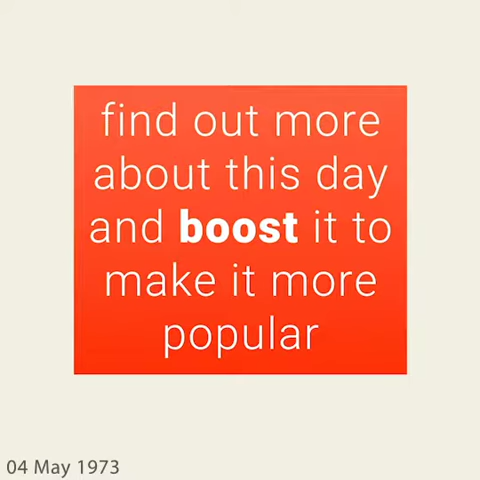 find out more
about this day
and boost it to
make it more
popular
04 May 1973